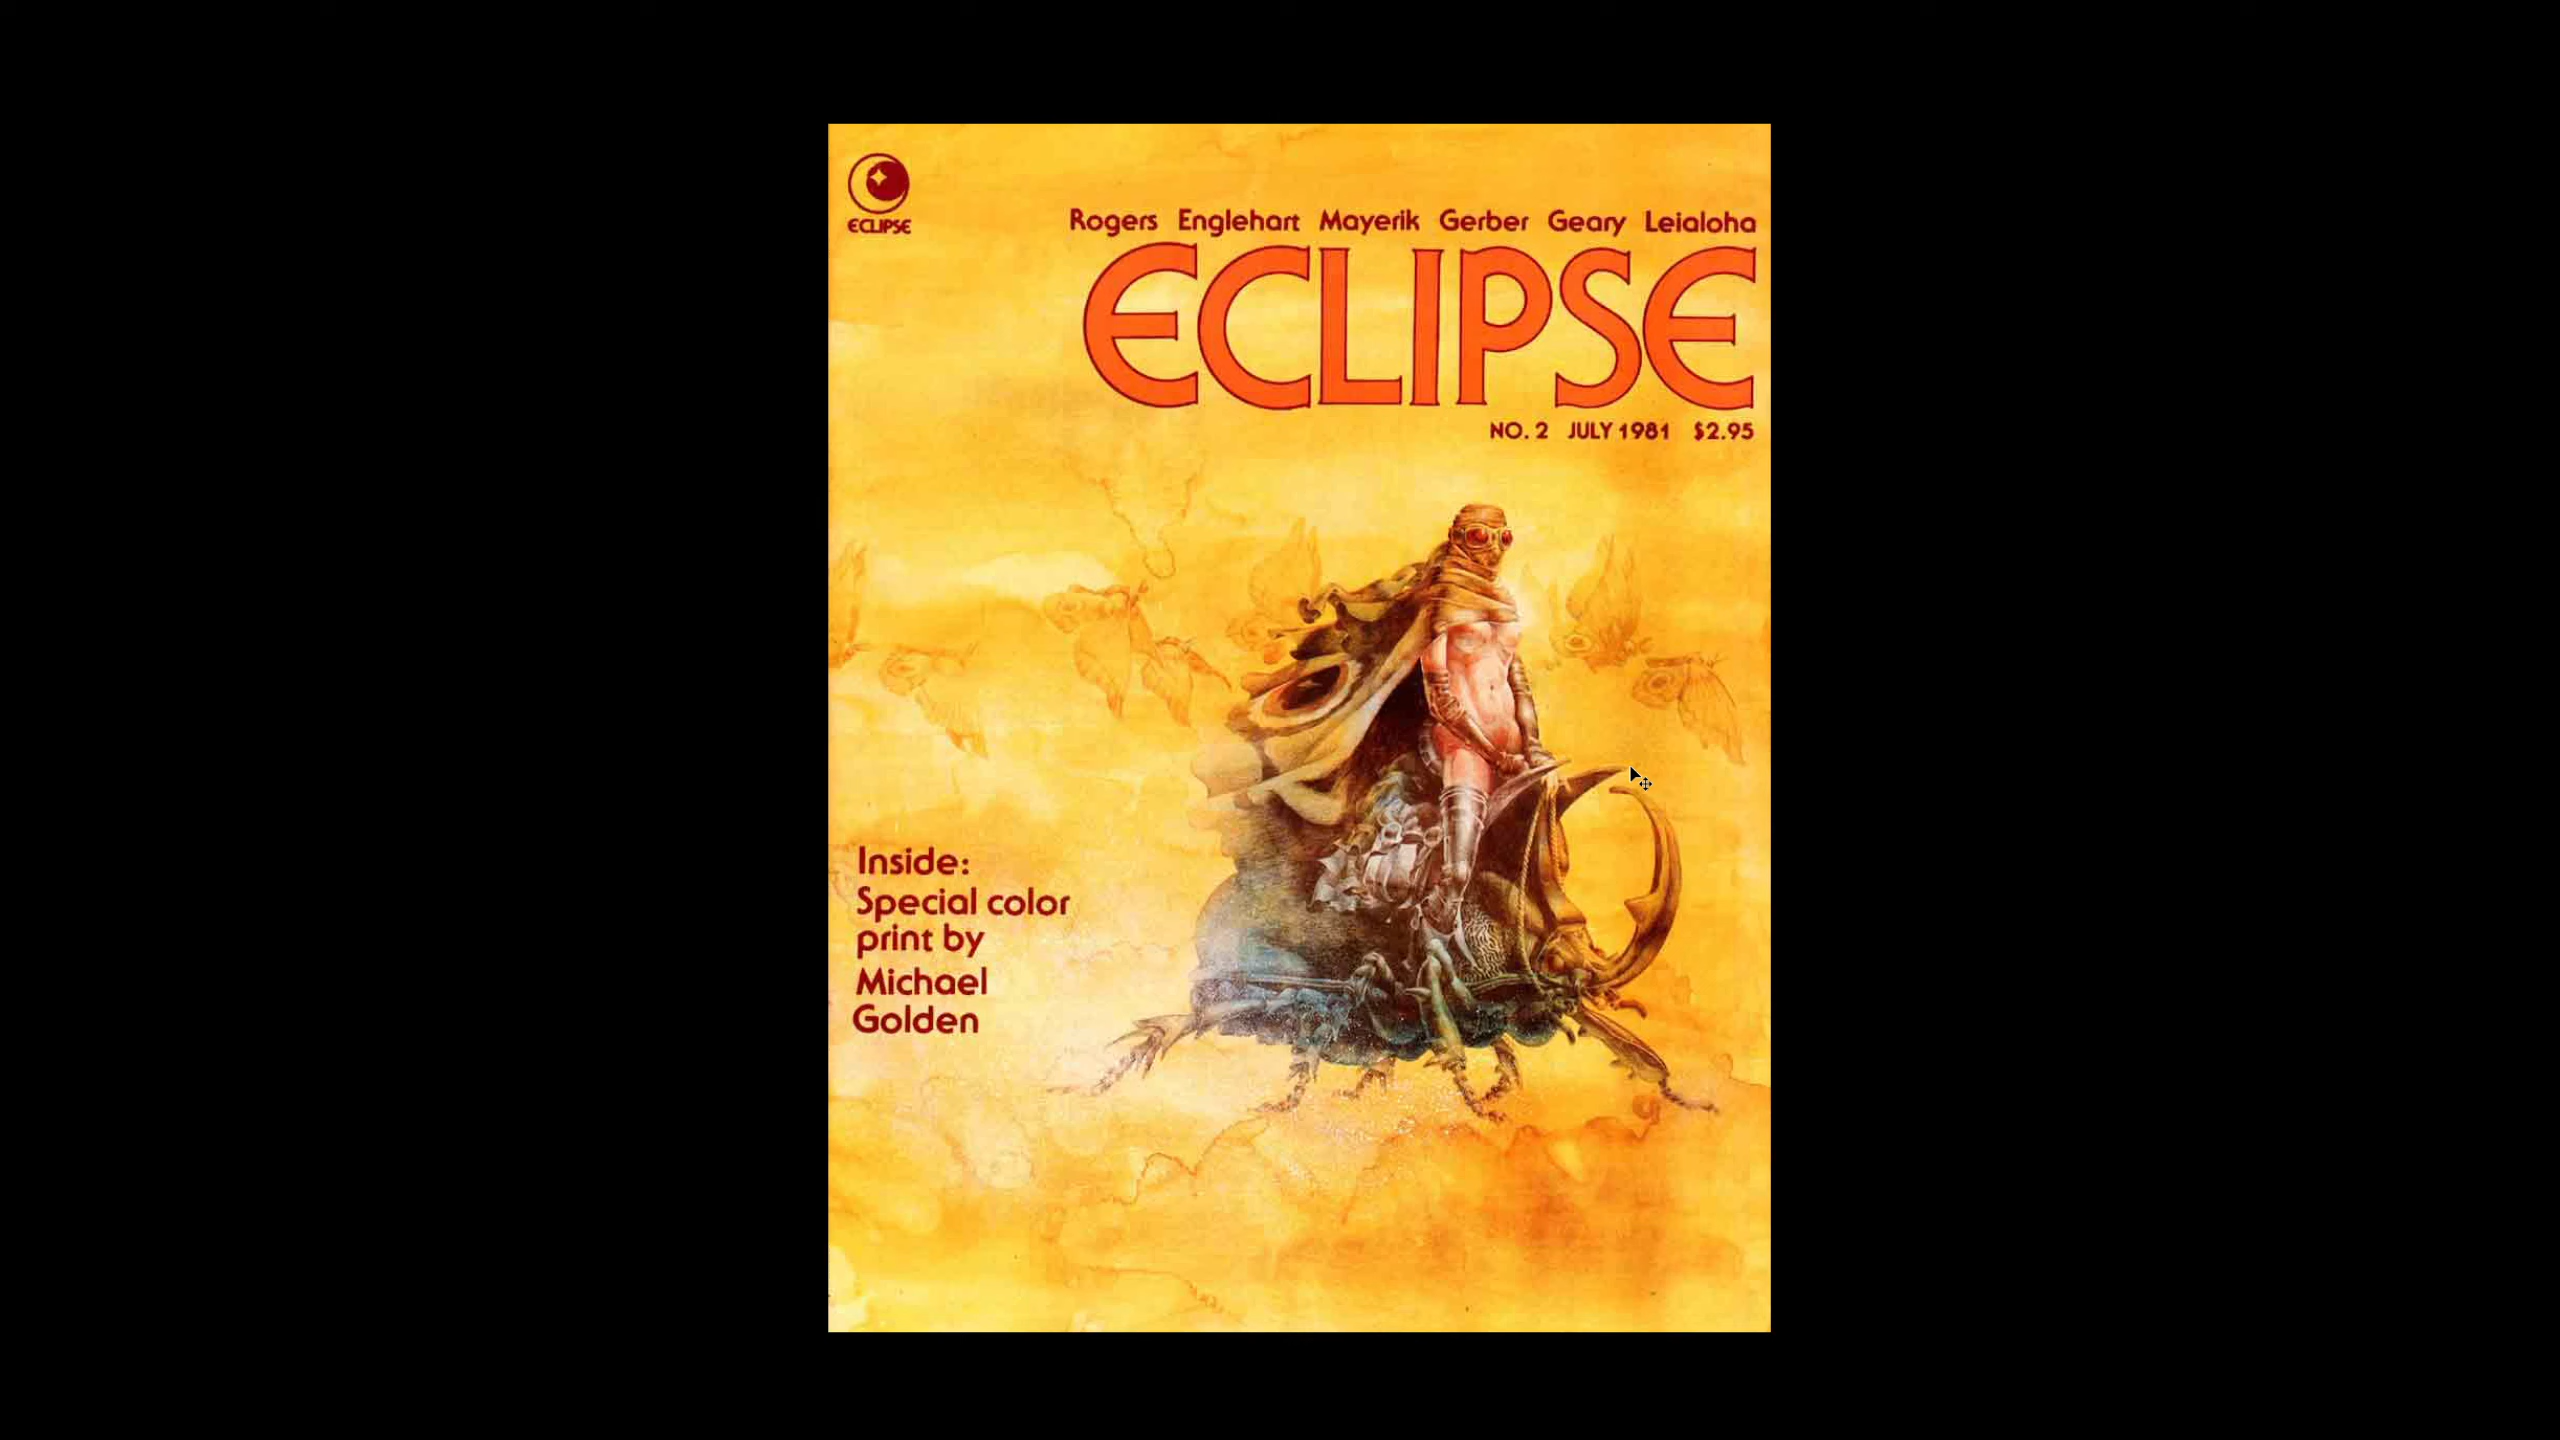 ECLIPSE
Rogers Englehart Mayerik Gerber Geary Leialoha
ECLIPSE
NO. 2 JULY 1981 $2.95
Inside:
Special color
print by
Michael
Golden